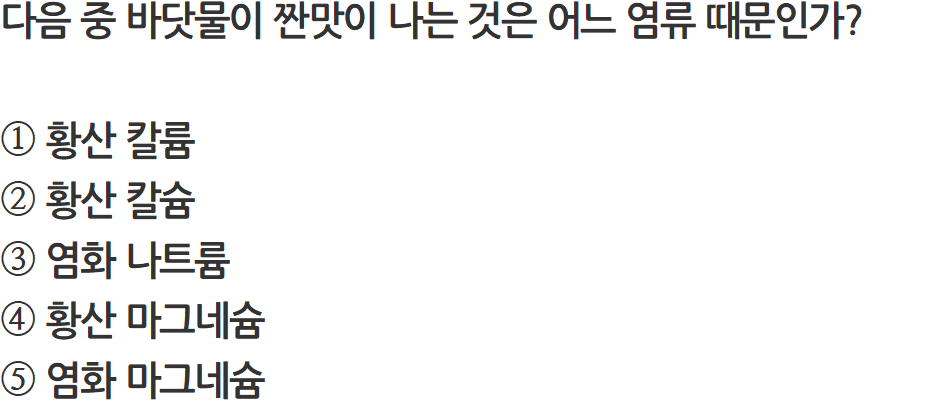 다음 중 바닷물이 짠맛이 나는 것은 어느 염류 때문인가?
① 황산 칼륨
② 황산 칼슘
③ 염화 나트륨
④ 황산 마그네슘
⑤ 염화 마그네슘